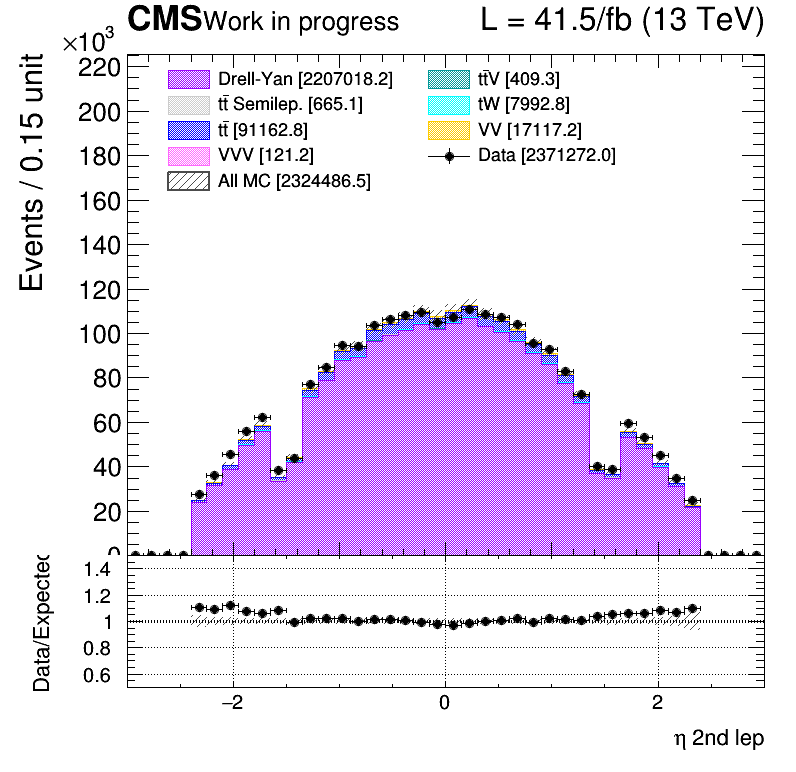 CMS Work in progress L = 41.5/fb (13 TeV)
×10³
Events / 0.15 unit
220
200
180
160
140
120
100
80
60
40
20
0
Drell-Yan [2207018.2]
tt̄ Semilep. [665.1]
tt̄ [91162.8]
VVV [121.2]
All MC [2324486.5]
tt̄V [409.3]
tW [7992.8]
VV [17117.2]
Data [2371272.0]
Data/Expected
1.4
1.2
1
0.8
0.6
−2 0 2
η 2nd lep